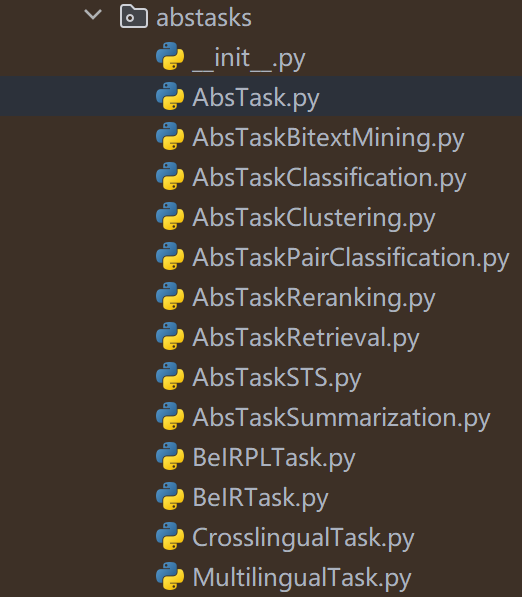 abstasks
__init__.py
AbsTask.py
AbsTaskBitextMining.py
AbsTaskClassification.py
AbsTaskClustering.py
AbsTaskPairClassification.py
AbsTaskReranking.py
AbsTaskRetrieval.py
AbsTaskSTS.py
AbsTaskSummarization.py
BeIRPLTask.py
BeIRTask.py
CrosslingualTask.py
MultilingualTask.py